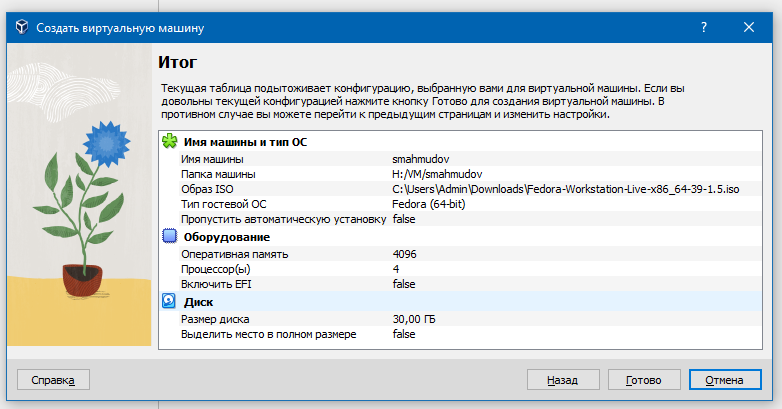 Создать виртуальную машину
?
Итог
Текущая таблица подытоживает конфигурацию, выбранную вами для виртуальной машины. Если вы
довольны текущей конфигурацией нажмите кнопку Готово для создания виртуальной машины. В
противном случае вы можете перейти к предыдущим страницам и изменить настройки.
Имя машины и тип ОС
Имя машины smahmudov
Папка машины H:/VM/smahmudov
Образ ISO C:\Users\Admin\Downloads\Fedora-Workstation-Live-x86_64-39-1.5.iso
Тип гостевой ОС Fedora (64-bit)
Пропустить автоматическую установку false
Оборудование
Оперативная память 4096
Процессор(ы) 4
Включить EFI false
Диск
Размер диска 30,00 ГБ
Выделить место в полном размере false
Справка Назад Готово Отмена